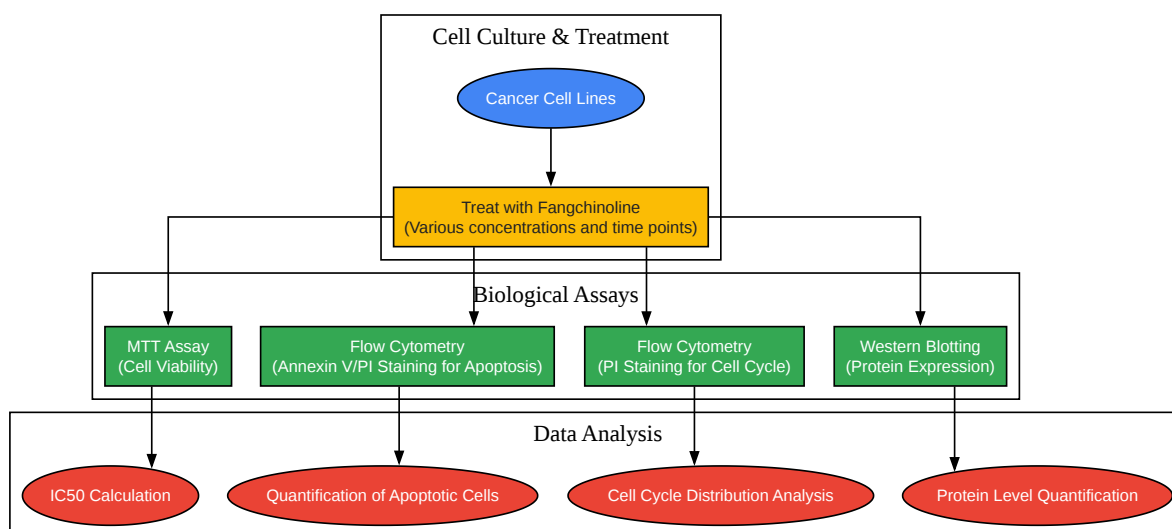 Cell Culture & Treatment
Cancer Cell Lines
Treat with Fangchinoline
(Various concentrations and time points)
Biological Assays
MTT Assay
(Cell Viability)
Flow Cytometry
(Annexin V/PI Staining for Apoptosis)
Flow Cytometry
(PI Staining for Cell Cycle)
Western Blotting
(Protein Expression)
Data Analysis
IC50 Calculation
Quantification of Apoptotic Cells
Cell Cycle Distribution Analysis
Protein Level Quantification